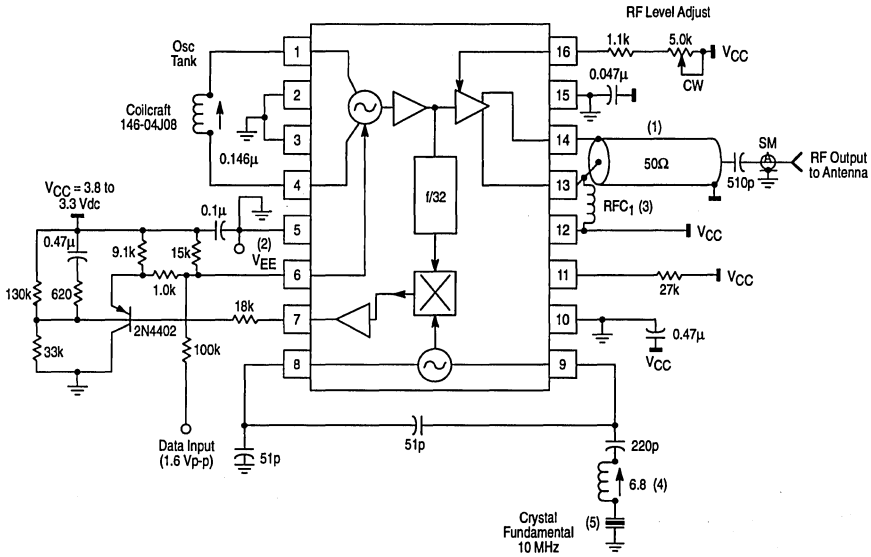 RF Level Adjust
Osc
Tank
1
16
1.1k
5.0k
VCC
CW
0.047µ
2
15
Coilcraft
146-04J08
3
14
(1)
SM
50Ω
RF Output
to Antenna
0.146µ
4
13
510p
RFC1 (3)
VCC = 3.8 to
3.3 Vdc
f/32
0.1µ
5
12
VCC
(2)
VEE
0.47µ
9.1k
15k
6
11
VCC
1.0k
27k
130k
620
18k
7
10
0.47µ
2N4402
VCC
33k
100k
8
9
Data Input
(1.6 Vp-p)
51p
51p
220p
6.8 (4)
Crystal
Fundamental
10 MHz
(5)